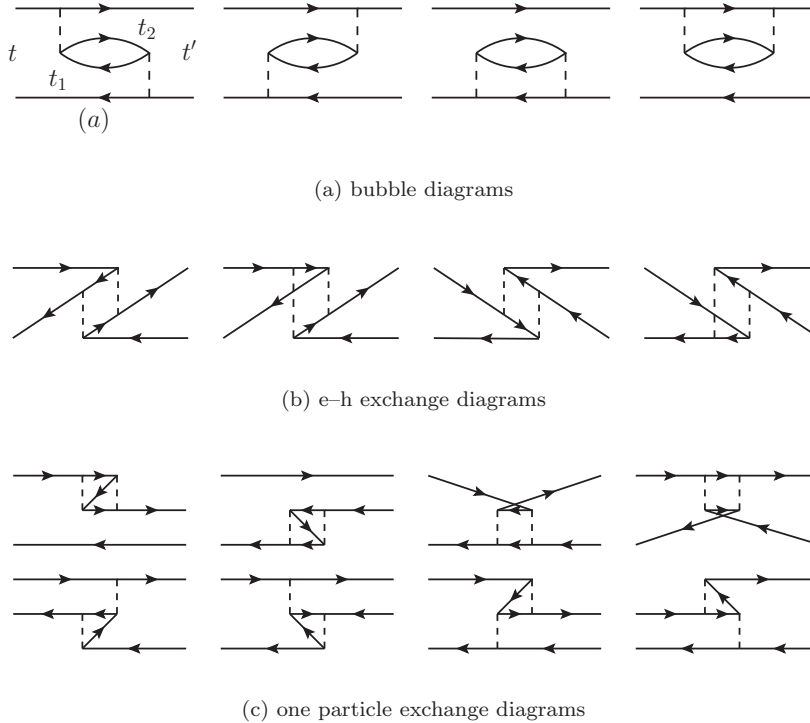 t t₁ t₂ t′
(a)
(a) bubble diagrams
(b) e–h exchange diagrams
(c) one particle exchange diagrams